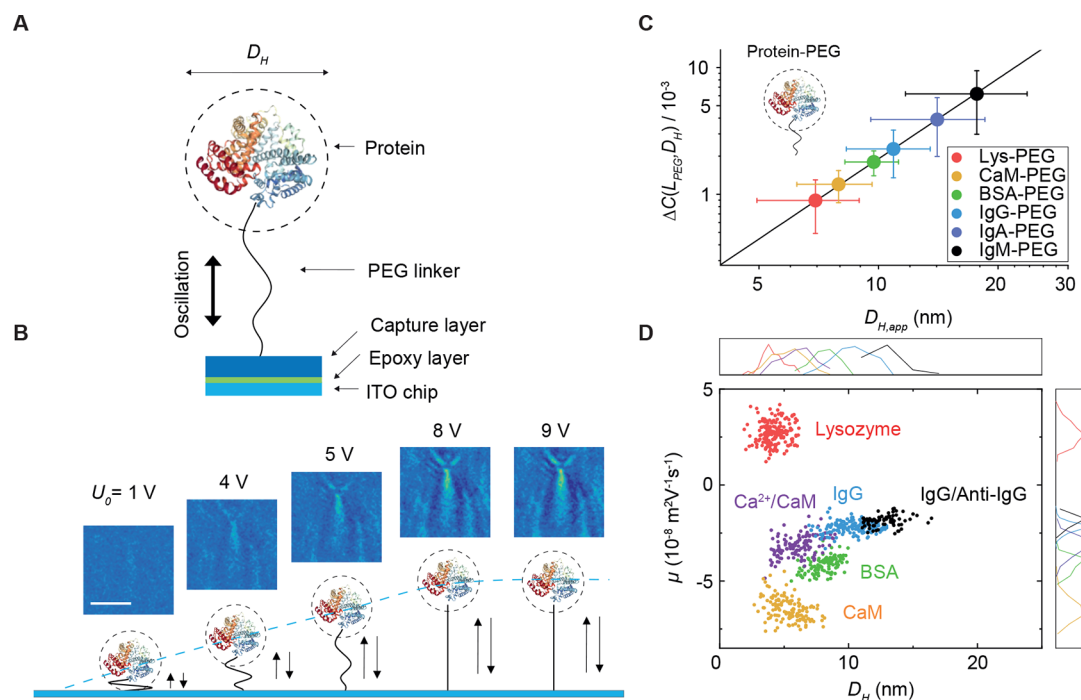 A
D_H
Protein
PEG linker
Oscillation
Capture layer
Epoxy layer
ITO chip
B
U₀= 1 V
4 V
5 V
8 V
9 V
C
Protein-PEG
ΔC(L_PEG, D_H) / 10⁻³
10
5
1
5
10
20
30
D_H,app (nm)
Lys-PEG
CaM-PEG
BSA-PEG
IgG-PEG
IgA-PEG
IgM-PEG
D
μ (10⁻⁸ m²V⁻¹s⁻¹)
5
0
-5
Lysozyme
Ca²⁺/CaM
IgG
IgG/Anti-IgG
BSA
CaM
0
10
20
D_H (nm)